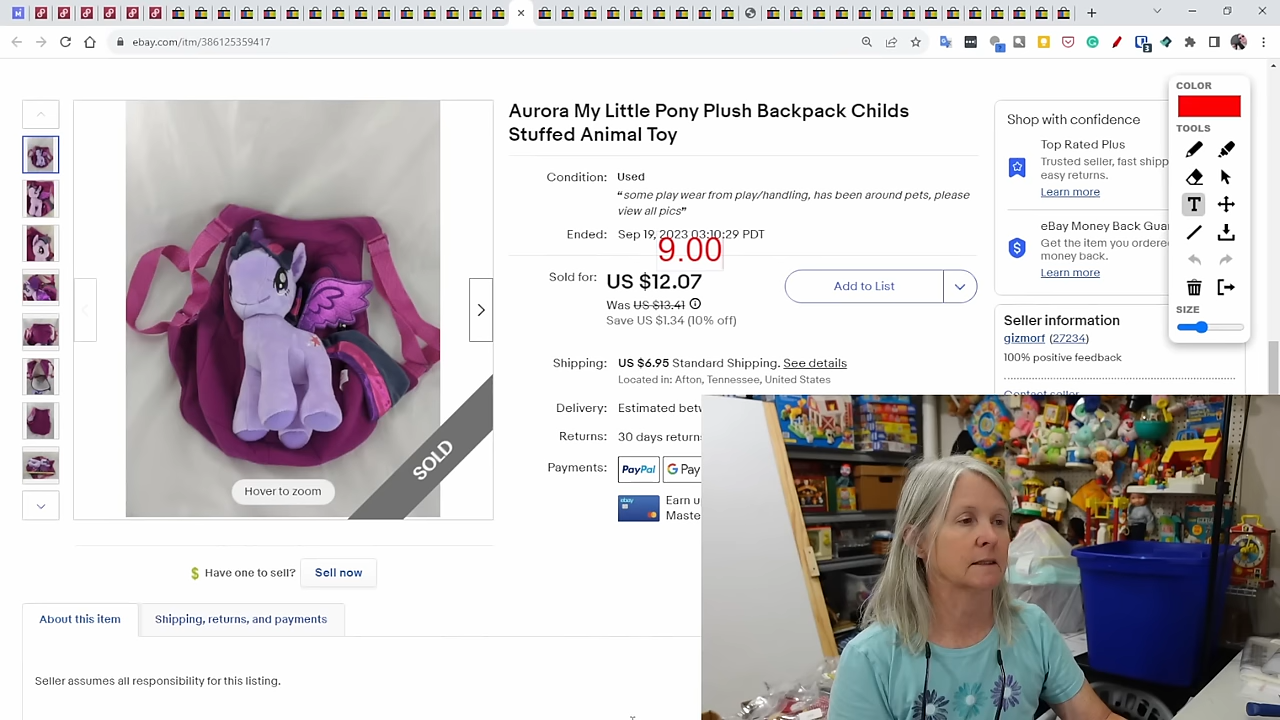 ebay.com/itm/386125359417
Aurora My Little Pony Plush Backpack Childs
Stuffed Animal Toy
Condition: Used
“some play wear from play/handling, has been around pets, please
view all pics”
Ended: Sep 19, 2023 03:10:29 PDT
9.00
Sold for: US $12.07
Was US $13.41
Save US $1.34 (10% off)
Add to List
Shipping: US $6.95 Standard Shipping. See details
Located in: Afton, Tennessee, United States
Delivery: Estimated
Returns: 30 days
Payments: PayPal G Pay
ebay
Earn
SOLD
Hover to zoom
Have one to sell? Sell now
About this item
Shipping, returns, and payments
Seller assumes all responsibility for this listing.
Shop with confidence
Top Rated Plus
Trusted seller, fast
easy returns.
Learn more
eBay Money Back
Get the item you
money back.
Learn more
Seller information
gizmorf (27234)
100% positive feedback
COLOR
TOOLS
T
SIZE